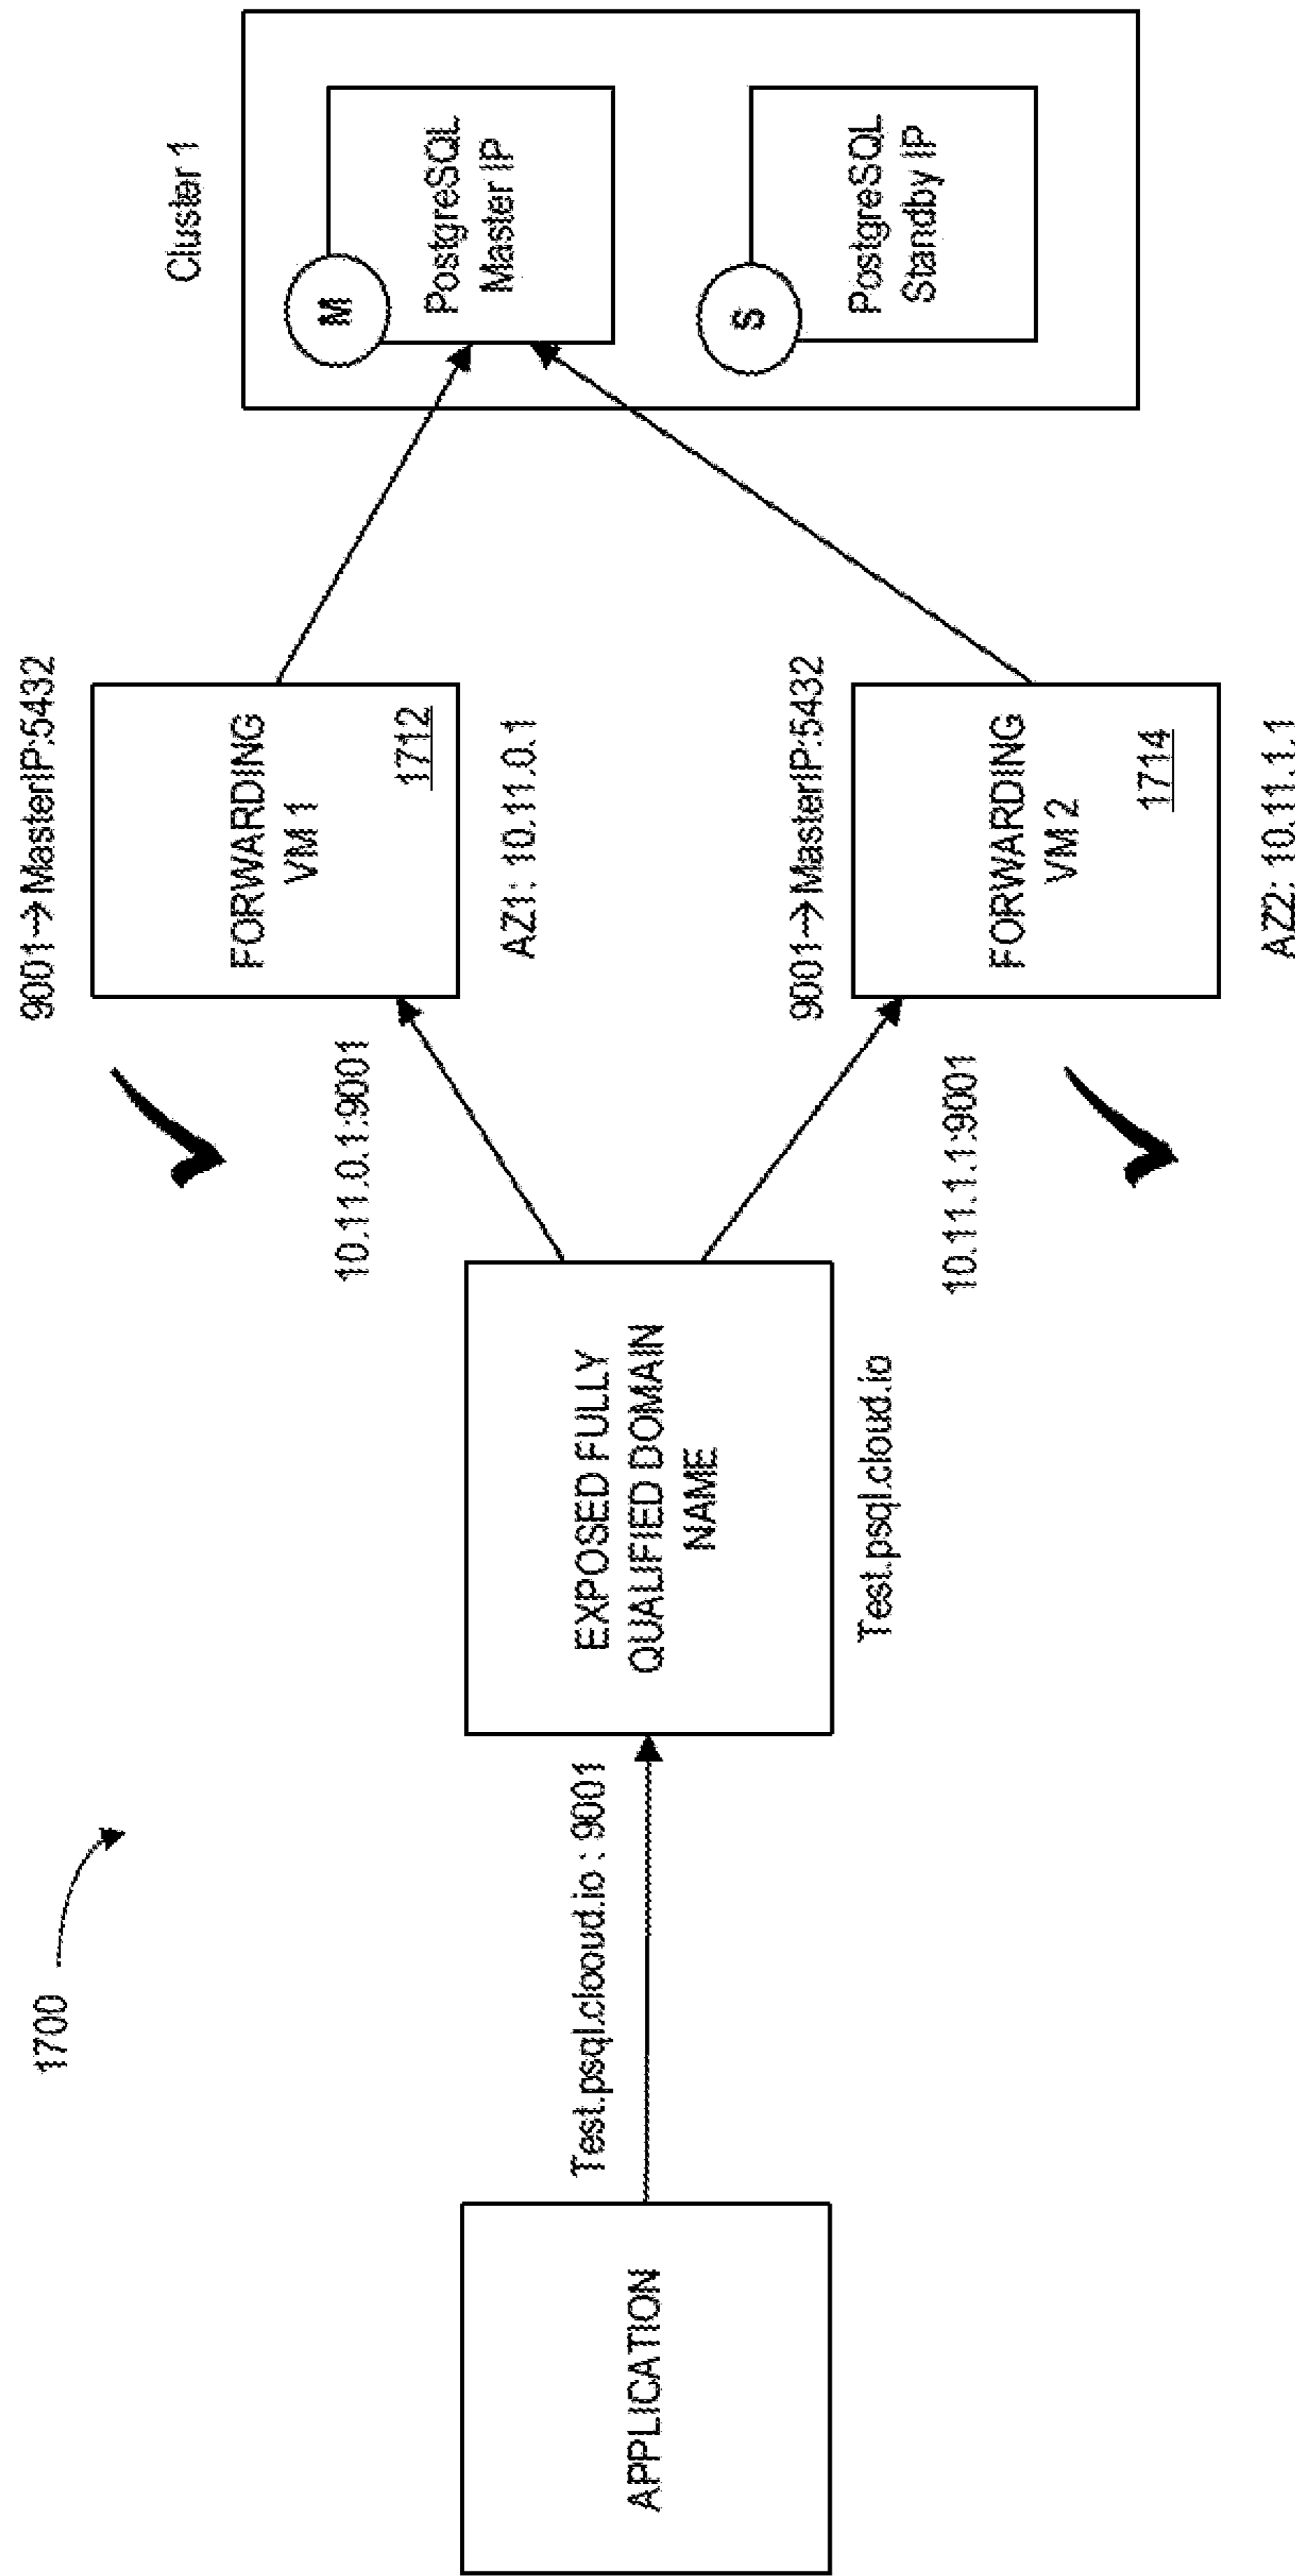 1700
APPLICATION
Test.psql.cloud.io : 9001
EXPOSED FULLY
QUALIFIED DOMAIN
NAME
Test.psql.cloud.io
10.11.0.1:9001
10.11.1.1:9001
9001→MasterIP:5432
FORWARDING
VM 1
1712
AZ1: 10.11.0.1
9001→MasterIP:5432
FORWARDING
VM 2
1714
AZ2: 10.11.1.1
Cluster 1
M
PostgreSQL
Master IP
S
PostgreSQL
Standby IP